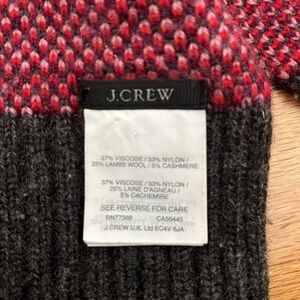 J.CREW
37% VISCOSE / 33% NYLON /
25% LAMBS WOOL / 5% CASHMERE
37% VISCOSE / 33% NYLON /
25% LAINE D'AGNEAU /
5% CACHEMIRE
SEE REVERSE FOR CARE
RN77388 CA56445
J.CREW U.K. Ltd EC4V 6JA